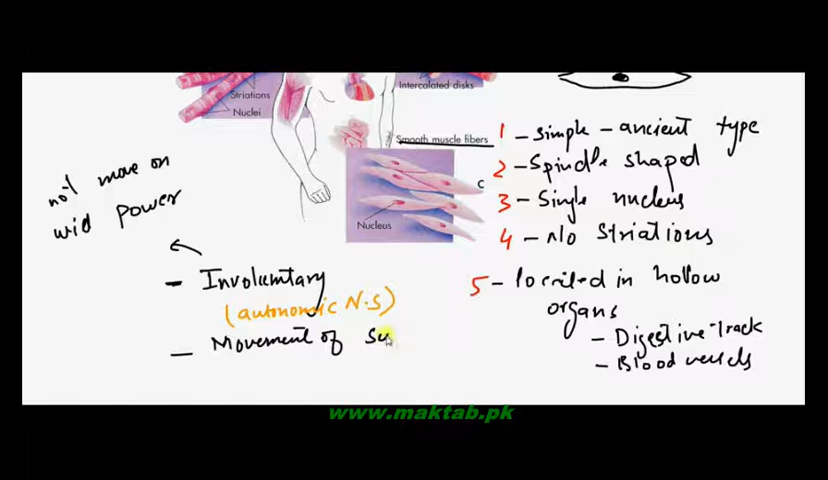 Intercalated disks
Striations
Nuclei
Smooth muscle fibers
C
Nucleus
1 - simple - ancient type
2 - Spindle shaped
3 - Single nucleus
4 - No Striations
5 - located in hollow
organs
- Digestive Track
- Blood vessels
not move on
wid power
- Involuntary
(autonomic N.S)
- Movement of Su
www.maktab.pk